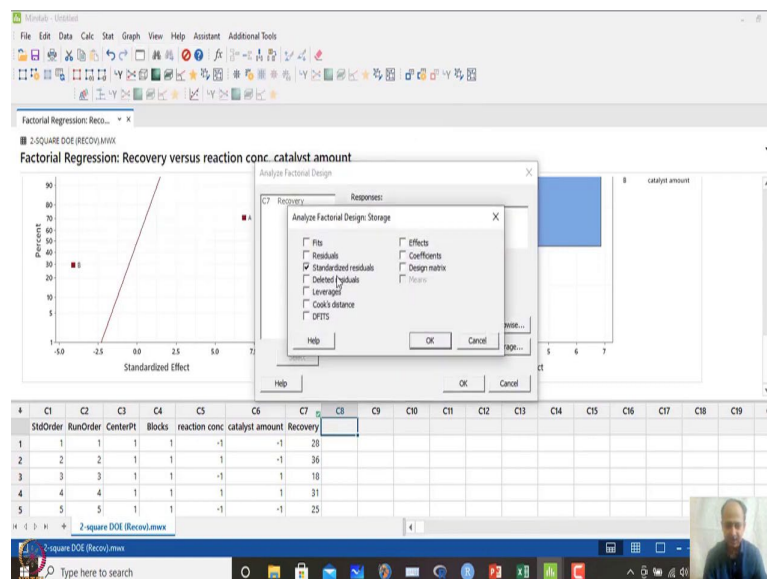 Minitab - Untitled
File Edit Data Calc Stat Graph View Help Assistant Additional Tools
Factorial Regression: Reco...
2-SQUARE DOE (RECOV).MWX
Factorial Regression: Recovery versus reaction conc, catalyst amount
Analyze Factorial Design
C7 Recovery
Responses:
Analyze Factorial Design: Storage
Fits
Residuals
Standardized residuals
Deleted residuals
Leverages
Cook's distance
DFITS
Effects
Coefficients
Design matrix
Means
Help OK Cancel
Help OK Cancel
Percent
90
80
70
60
50
40
30
20
10
5
1
A
B
-5.0 -2.5 0.0 2.5 5.0
Standardized Effect
B catalyst amount
5 6 7
C1 C2 C3 C4 C5 C6 C7 C8 C9 C10 C11 C12 C13 C14 C15 C16 C17 C18 C19
StdOrder RunOrder CenterPt Blocks reaction conc catalyst amount Recovery
1 1 1 1 1 -1 -1 28
2 2 2 1 1 1 -1 36
3 3 3 1 1 -1 1 18
4 4 4 1 1 1 1 31
5 5 5 1 1 -1 -1 25
2-square DOE (Recov).mwx
2-square DOE (Recov).mwx
Type here to search